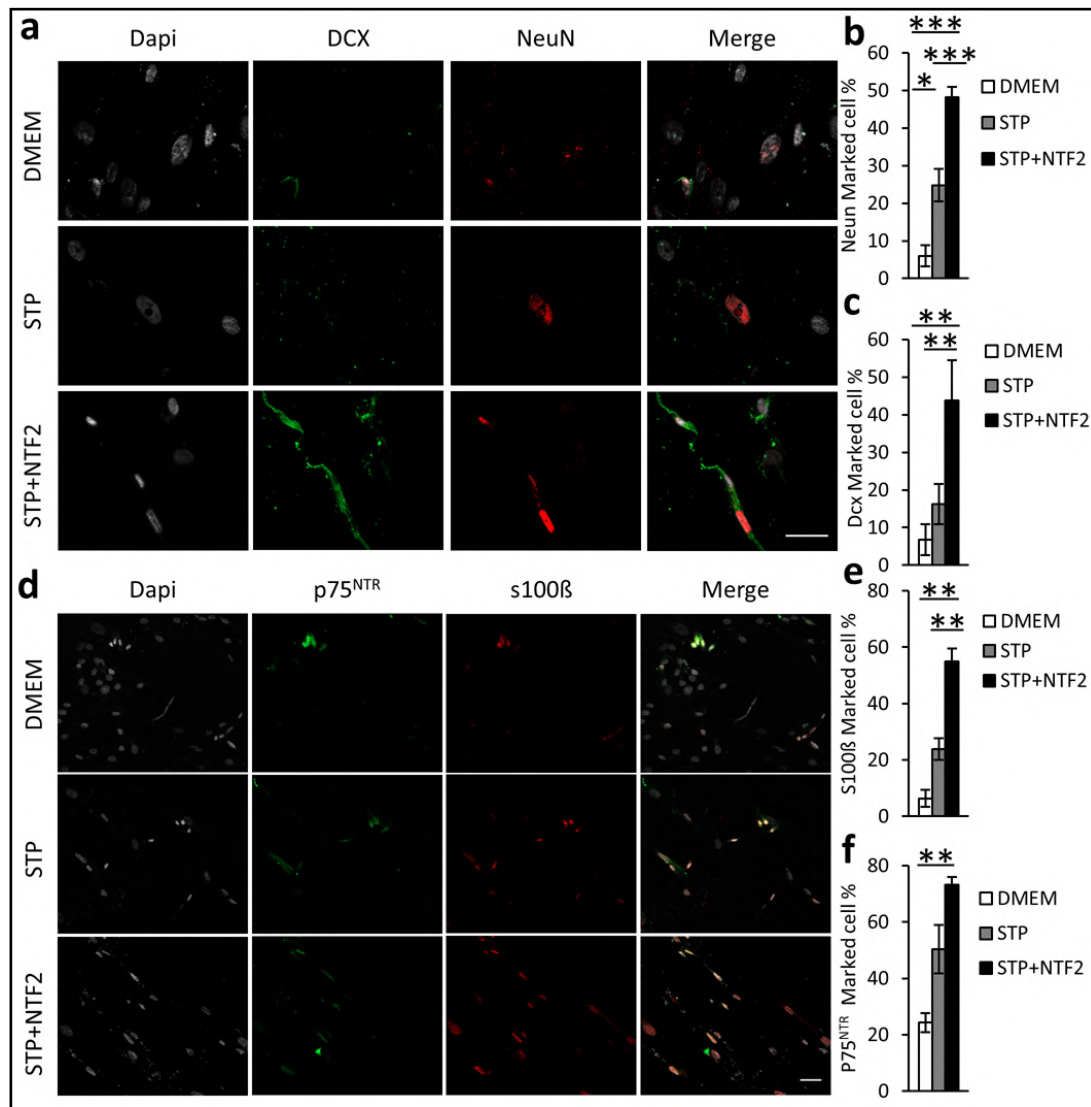 a
Dapi DCX NeuN Merge
DMEM
STP
STP+NTF2
b
***
***
*
60
50
40
30
20
10
0
Neun Marked cell %
DMEM
STP
STP+NTF2
c
**
**
60
50
40
30
20
10
0
Dcx Marked cell %
DMEM
STP
STP+NTF2
d
Dapi p75NTR s100ß Merge
DMEM
STP
STP+NTF2
e
**
**
80
60
40
20
0
S100ß Marked cell %
DMEM
STP
STP+NTF2
f
**
80
60
40
20
0
P75NTR Marked cell %
DMEM
STP
STP+NTF2